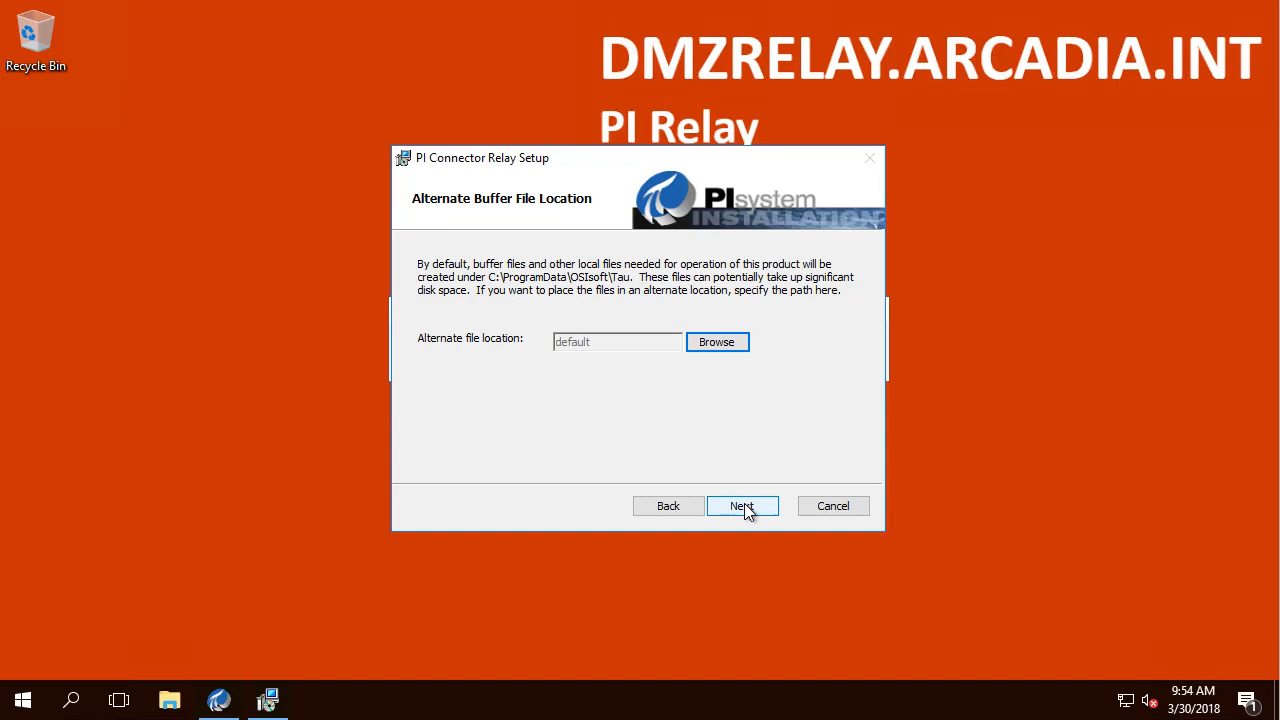 DMZRELAY.ARCADIA.INT
Recycle Bin
PI Relay
PI Connector Relay Setup
Alternate Buffer File Location
PIsystem
INSTALLATION
By default, buffer files and other local files needed for operation of this product will be
created under C:\ProgramData\OSIsoft\Tau. These files can potentially take up significant
disk space. If you want to place the files in an alternate location, specify the path here.
Alternate file location:
default
Browse
Back
Next
Cancel
9:54 AM
3/30/2018
1